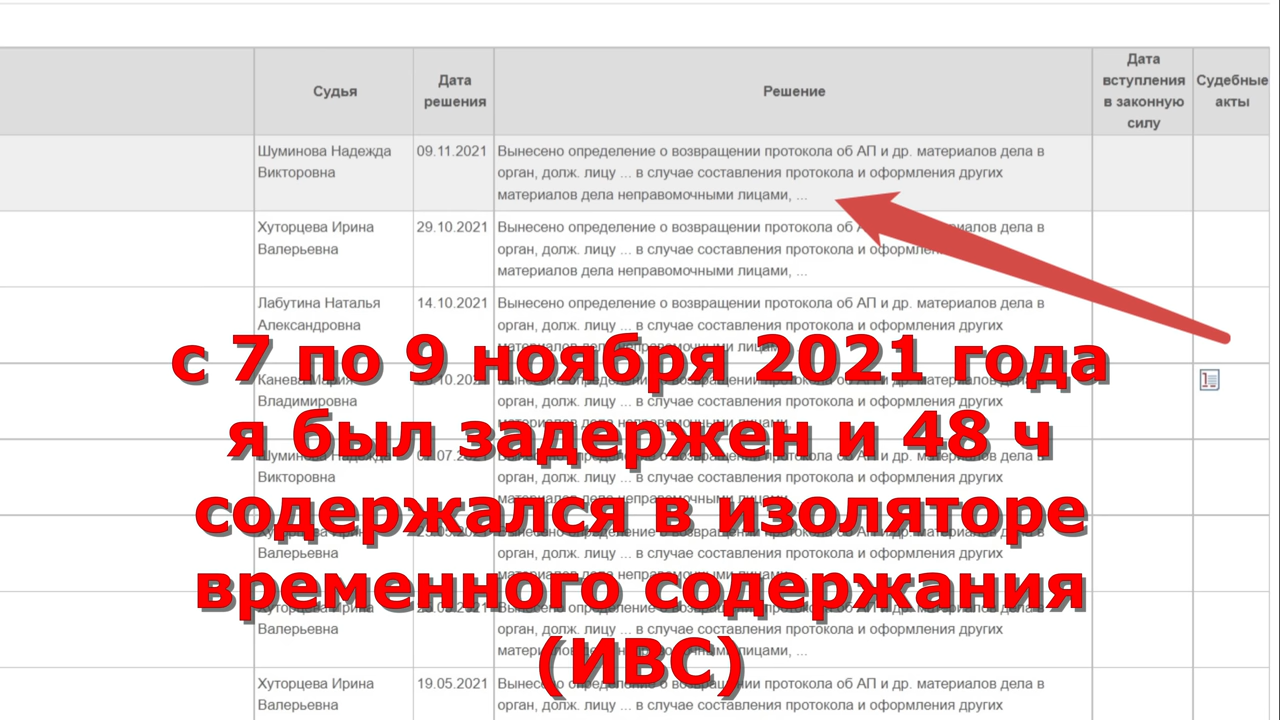 Судья
Дата
решения
Решение
Дата
вступления
в законную
силу
Судебные
акты
Шуминова Надежда
Викторовна
09.11.2021
Вынесено определение о возвращении протокола об АП и др. материалов дела в
орган, долж. лицу ... в случае составления протокола и оформления других
материалов дела неправомочными лицами, ...
Хуторцева Ирина
Валерьевна
29.10.2021
Вынесено определение о возвращении протокола об материалов дела в
орган, долж. лицу ... в случае составления протокола и
материалов дела неправомочными лицами, ...
Лабутина Наталья
Александровна
14.10.2021
Вынесено определение о возвращении протокола об АП и др. материалов дела в
орган, долж. лицу ... в случае составления протокола и оформления других
с 7 по 9 ноября 2021 года
Канева Мария
Владимировна
орган, долж. лицу ... в случае составления протокола и оформления других
я был задержен и 48 ч
Шуминова Надежда
Викторовна
орган, долж. лицу ... в случае составления протокола и оформления других
содержался в изоляторе
Валерьевна
орган, долж. лицу ... в случае составления протокола и оформления других
временного содержания
Хуторцева Ирина
Валерьевна
орган, долж. лицу ... в случае составления протокола и оформления других
(ИВС)
Хуторцева Ирина
Валерьевна
19.05.2021
Вынесено определение о возвращении протокола об АП и др. материалов дела в
орган, долж. лицу ... в случае составления протокола и оформления других